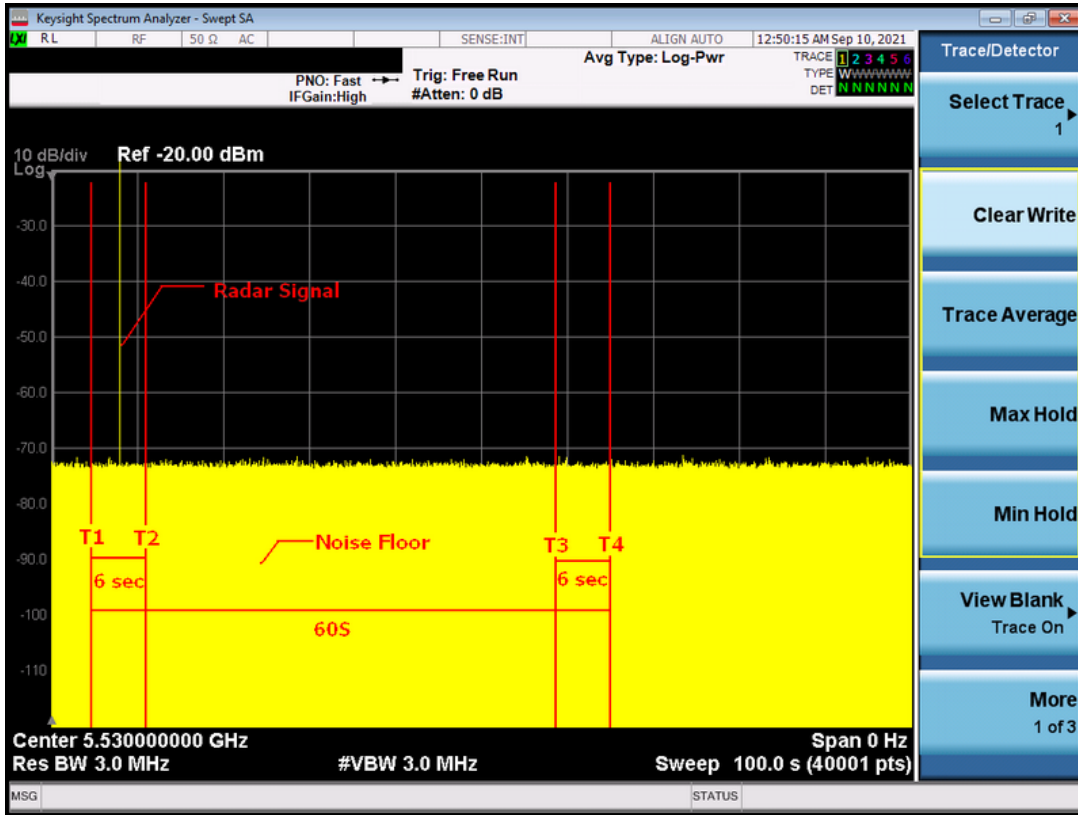 Keysight Spectrum Analyzer - Swept SA
LXI RL RF 50 Ω AC SENSE:INT ALIGN AUTO 12:50:15 AM Sep 10, 2021
PNO: Fast
IFGain:High
Trig: Free Run
#Atten: 0 dB
Avg Type: Log-Pwr
TRACE 1 2 3 4 5 6
TYPE WWWWWW
DET N N N N N N
Trace/Detector
Select Trace
1
Clear Write
Trace Average
Max Hold
Min Hold
View Blank
Trace On
More
1 of 3
10 dB/div Ref -20.00 dBm
Log
-30.0
-40.0
Radar Signal
-50.0
-60.0
-70.0
-80.0
T1 T2
Noise Floor
T3 T4
-90.0
6 sec 6 sec
-100
60S
-110
Center 5.530000000 GHz Span 0 Hz
Res BW 3.0 MHz #VBW 3.0 MHz Sweep 100.0 s (40001 pts)
MSG STATUS